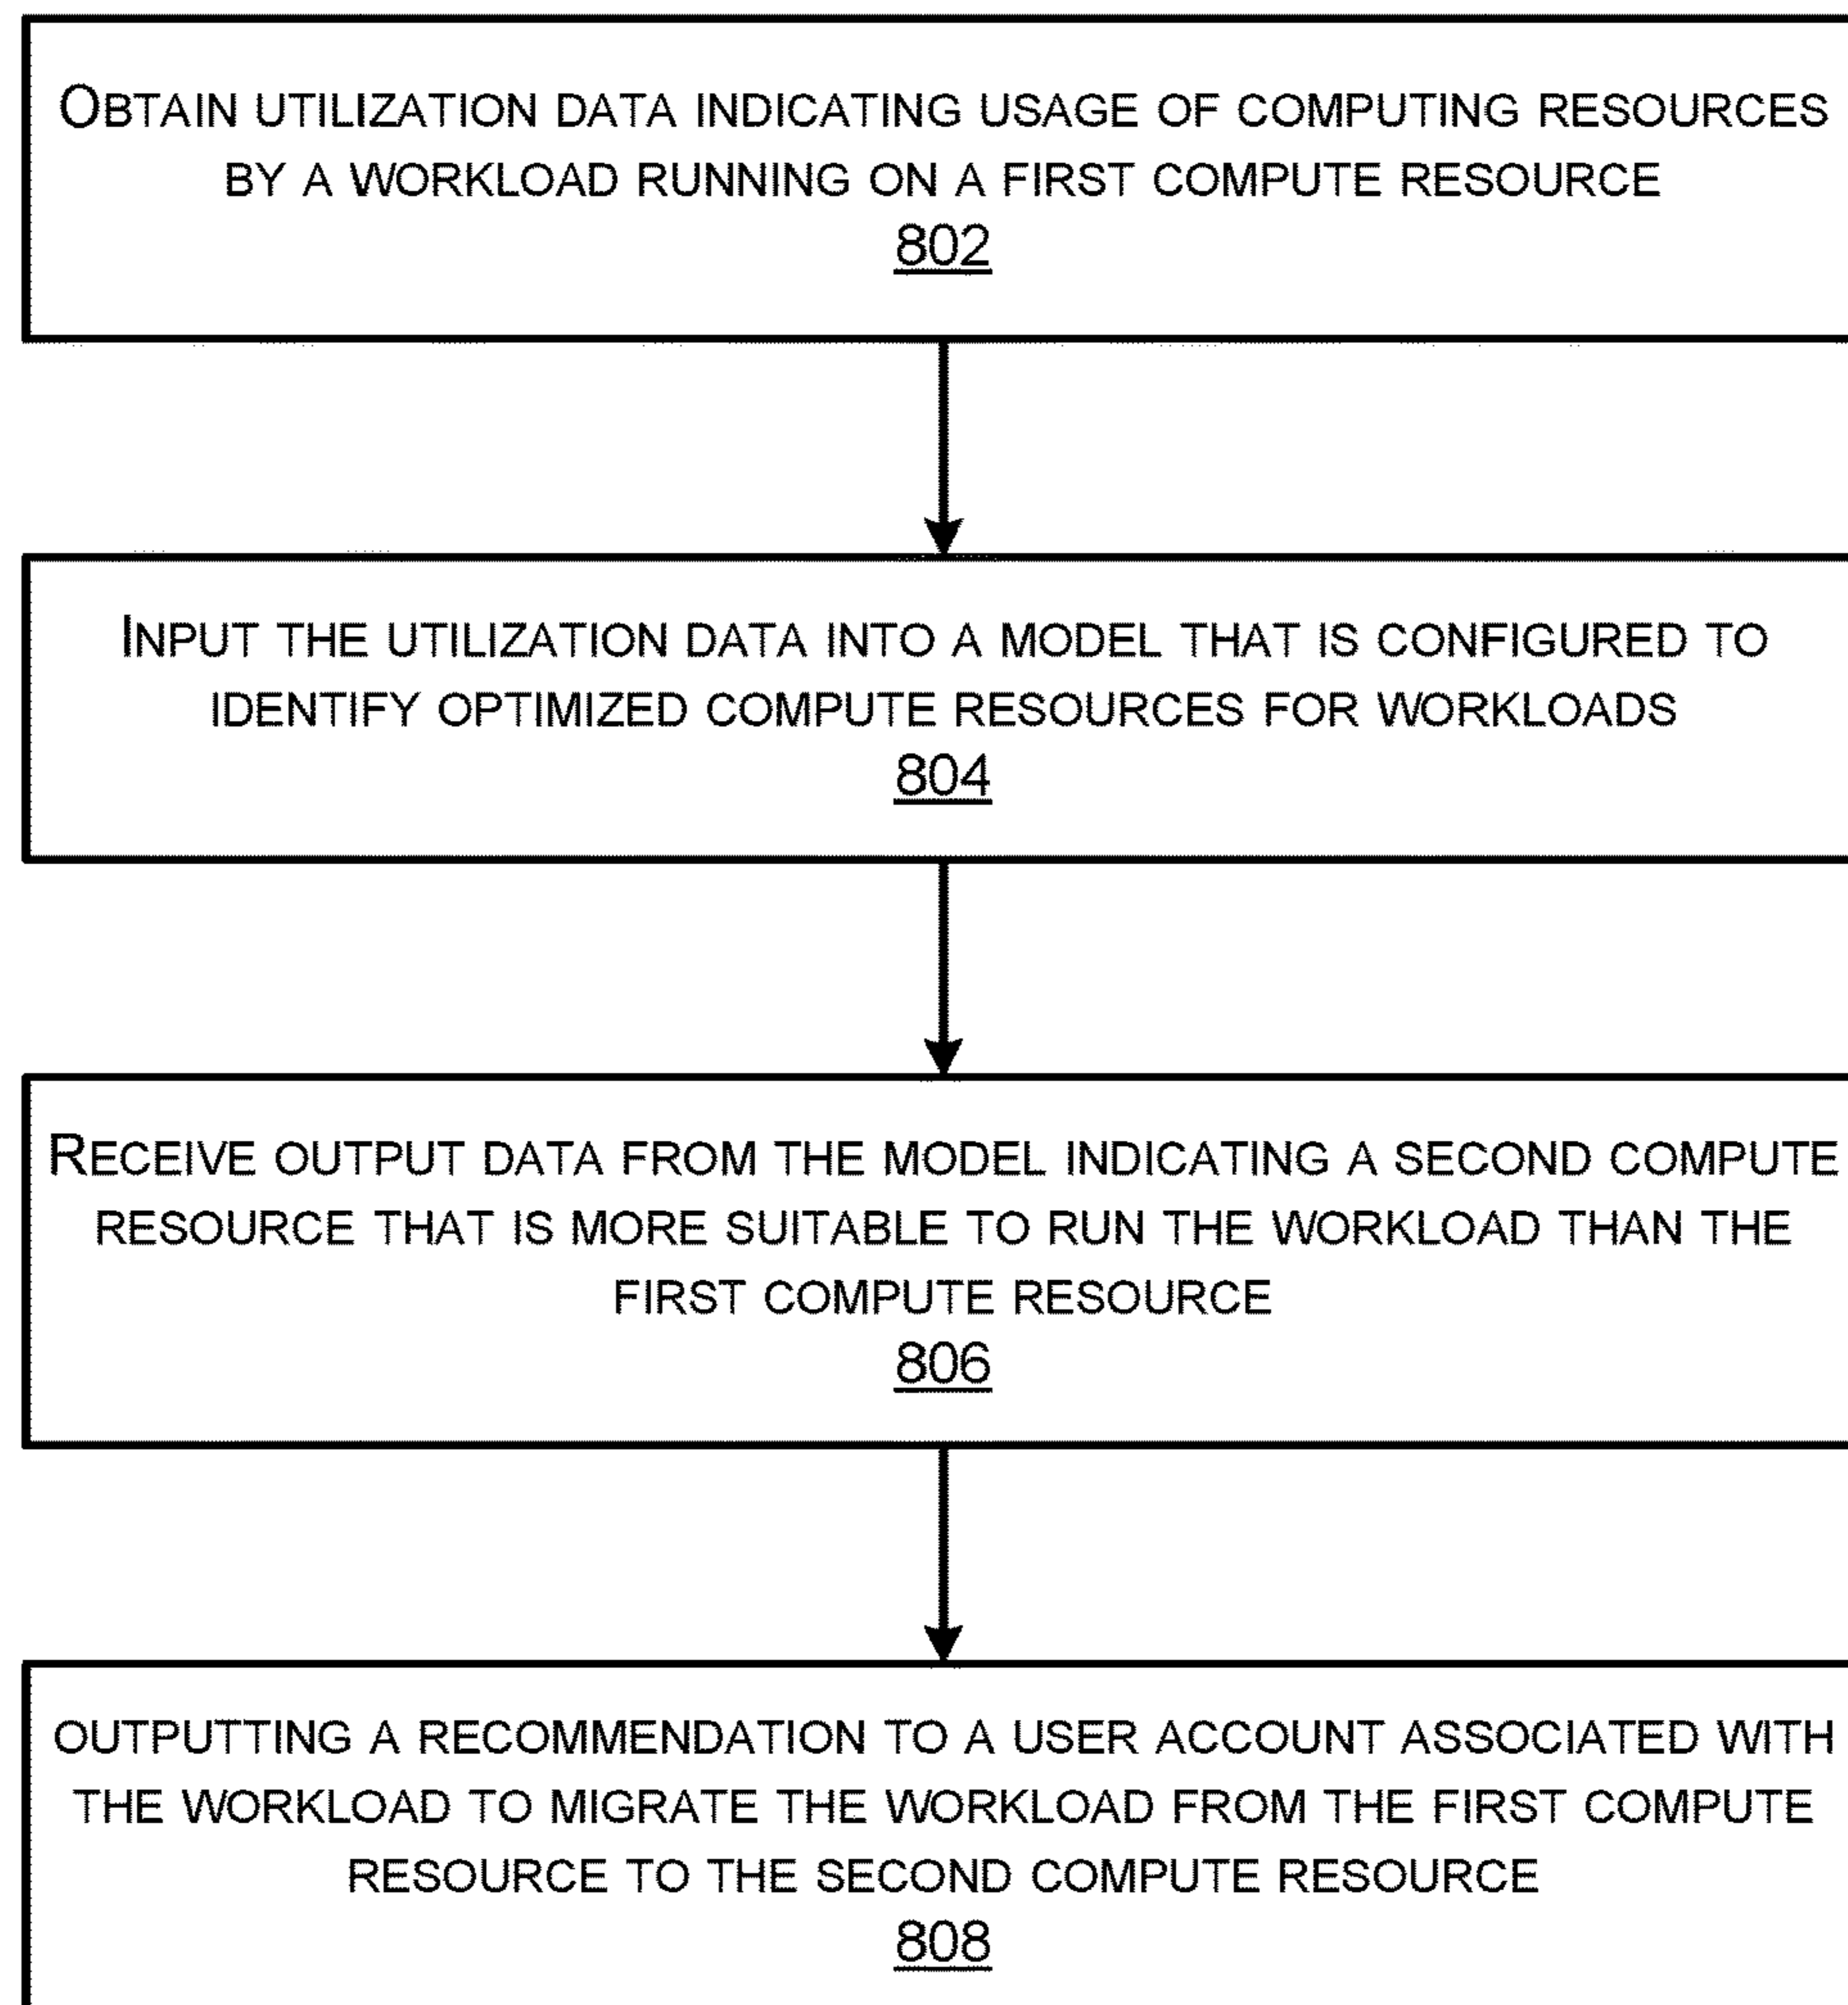 OBTAIN UTILIZATION DATA INDICATING USAGE OF COMPUTING RESOURCES
BY A WORKLOAD RUNNING ON A FIRST COMPUTE RESOURCE
802
INPUT THE UTILIZATION DATA INTO A MODEL THAT IS CONFIGURED TO
IDENTIFY OPTIMIZED COMPUTE RESOURCES FOR WORKLOADS
804
RECEIVE OUTPUT DATA FROM THE MODEL INDICATING A SECOND COMPUTE
RESOURCE THAT IS MORE SUITABLE TO RUN THE WORKLOAD THAN THE
FIRST COMPUTE RESOURCE
806
OUTPUTTING A RECOMMENDATION TO A USER ACCOUNT ASSOCIATED WITH
THE WORKLOAD TO MIGRATE THE WORKLOAD FROM THE FIRST COMPUTE
RESOURCE TO THE SECOND COMPUTE RESOURCE
808